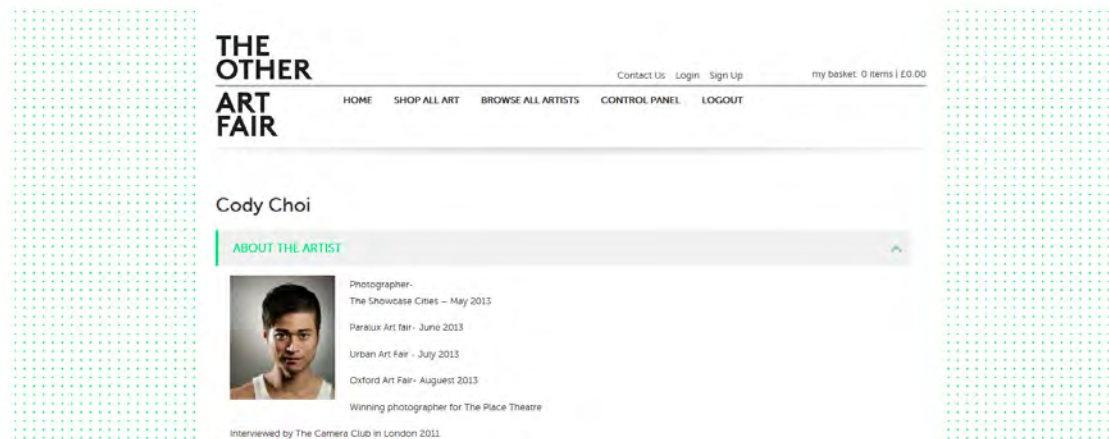 THE
OTHER
ART
FAIR
Contact Us Login Sign Up
my basket: 0 items | £0.00
HOME SHOP ALL ART BROWSE ALL ARTISTS CONTROL PANEL LOGOUT
Cody Choi
ABOUT THE ARTIST
Photographer-
The Showcase Cities – May 2013
Paralux Art fair- June 2013
Urban Art Fair - July 2013
Oxford Art Fair- Auguest 2013
Winning photographer for The Place Theatre
Interviewed by The Camera Club in London 2011